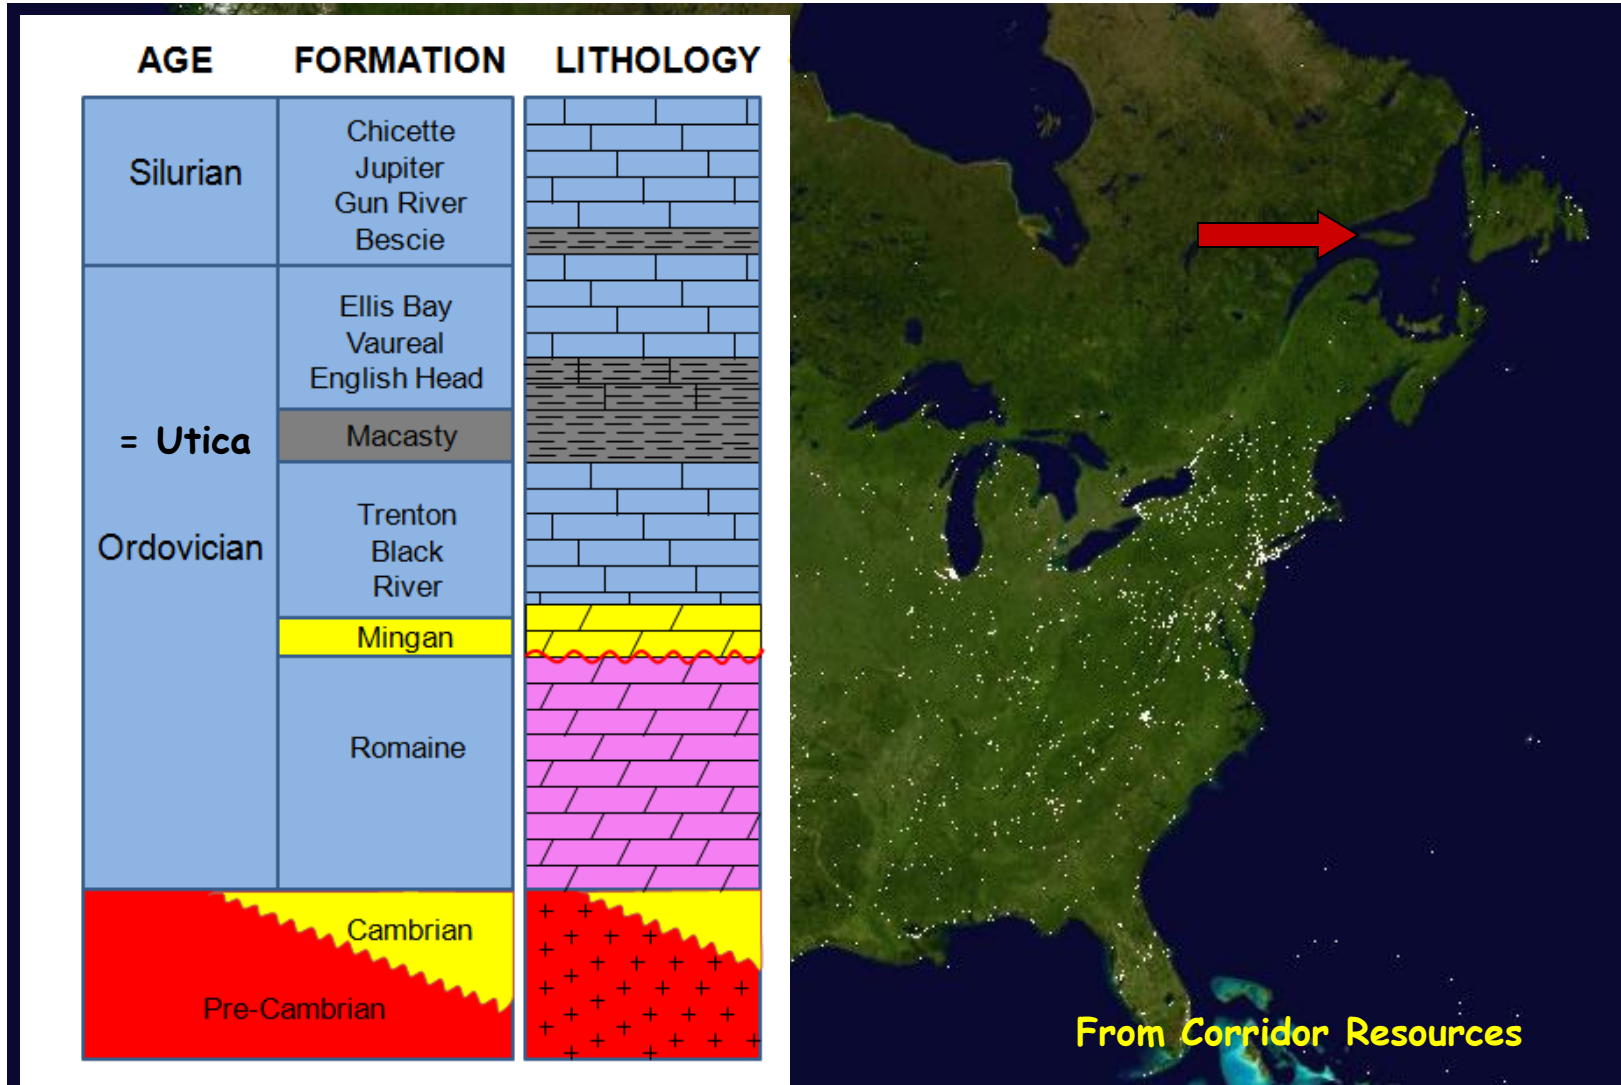 AGE FORMATION LITHOLOGY
Silurian
Chicette
Jupiter
Gun River
Bescie
Ellis Bay
Vaureal
English Head
= Utica
Macasty
Ordovician
Trenton
Black
River
Mingan
Romaine
Cambrian
Pre-Cambrian
From Corridor Resources